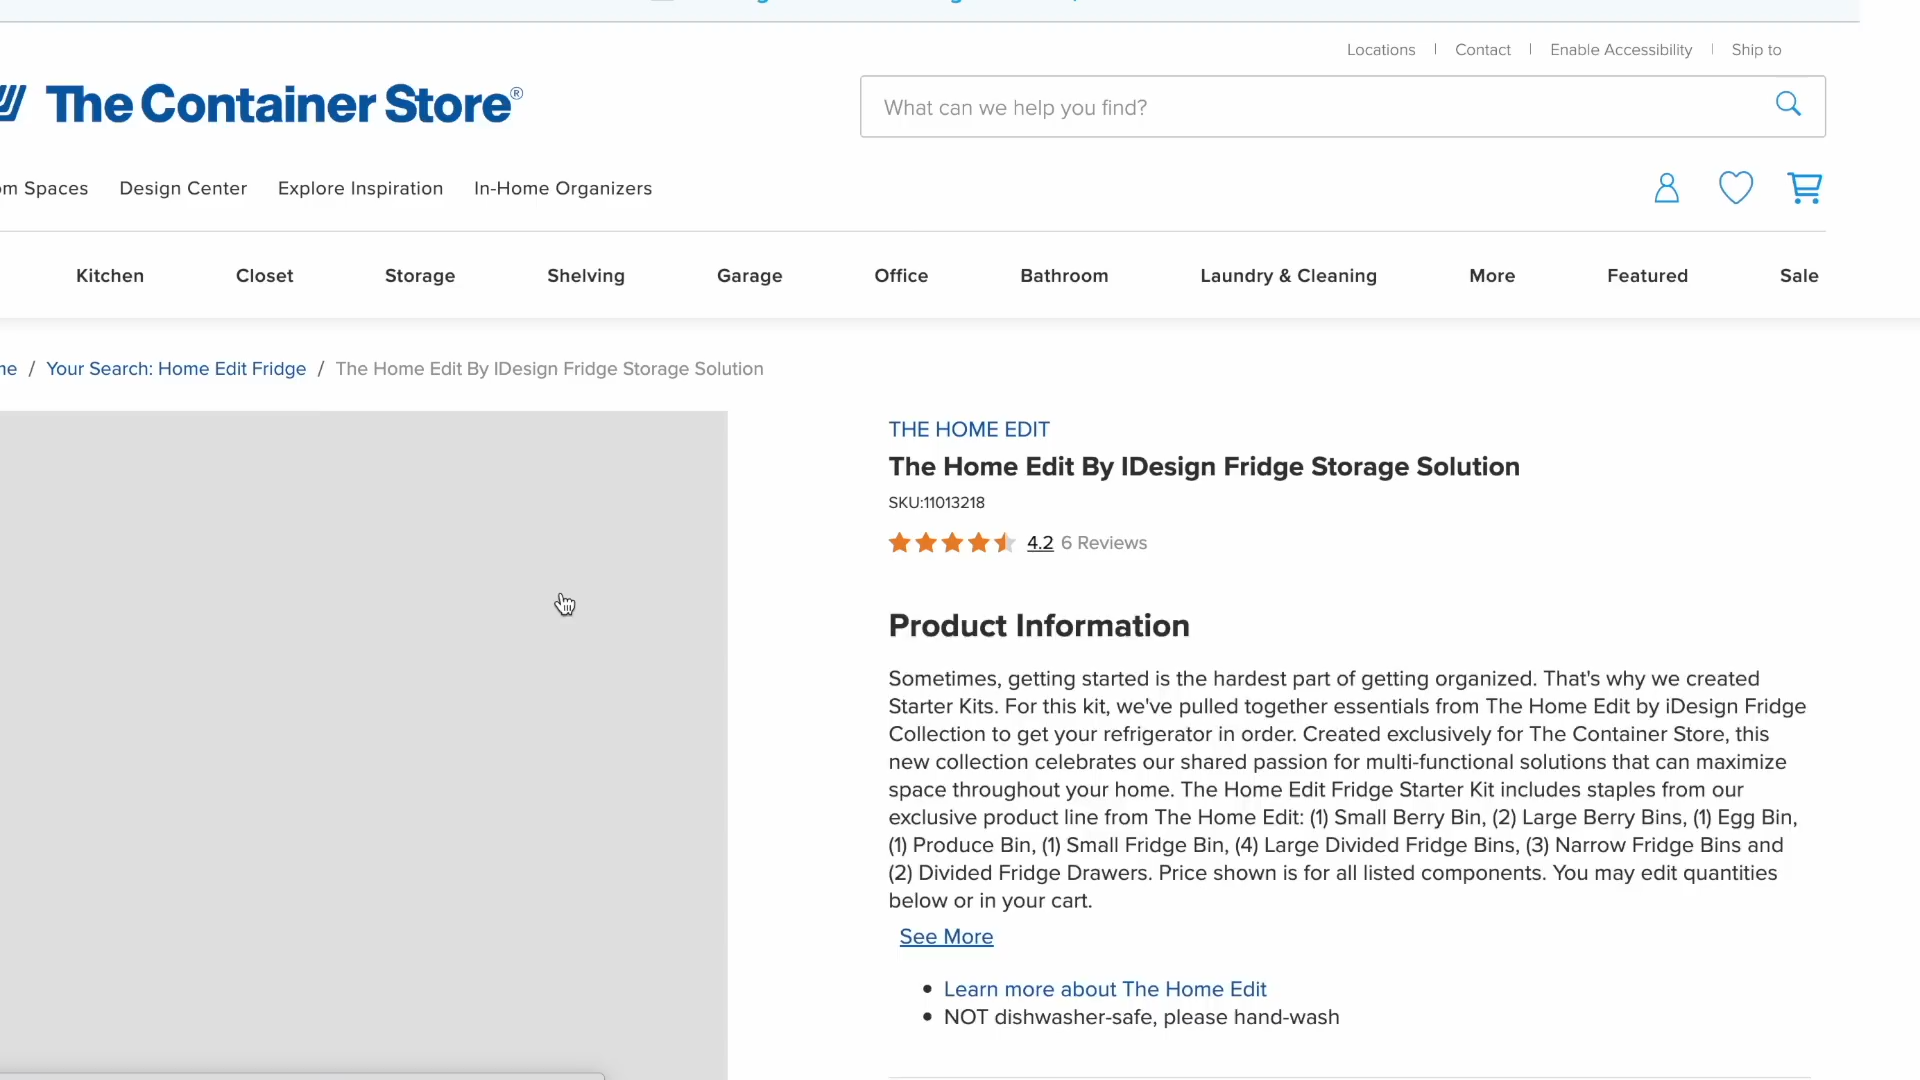 Locations | Contact | Enable Accessibility | Ship to
The Container Store®
What can we help you find?
Spaces Design Center Explore Inspiration In-Home Organizers
Kitchen Closet Storage Shelving Garage Office Bathroom Laundry & Cleaning More Featured Sale
/ Your Search: Home Edit Fridge / The Home Edit By IDesign Fridge Storage Solution
THE HOME EDIT
The Home Edit By IDesign Fridge Storage Solution
SKU:11013218
4.2 6 Reviews
Product Information
Sometimes, getting started is the hardest part of getting organized. That's why we created
Starter Kits. For this kit, we've pulled together essentials from The Home Edit by iDesign Fridge
Collection to get your refrigerator in order. Created exclusively for The Container Store, this
new collection celebrates our shared passion for multi-functional solutions that can maximize
space throughout your home. The Home Edit Fridge Starter Kit includes staples from our
exclusive product line from The Home Edit: (1) Small Berry Bin, (2) Large Berry Bins, (1) Egg Bin,
(1) Produce Bin, (1) Small Fridge Bin, (4) Large Divided Fridge Bins, (3) Narrow Fridge Bins and
(2) Divided Fridge Drawers. Price shown is for all listed components. You may edit quantities
below or in your cart.
See More
• Learn more about The Home Edit
• NOT dishwasher-safe, please hand-wash